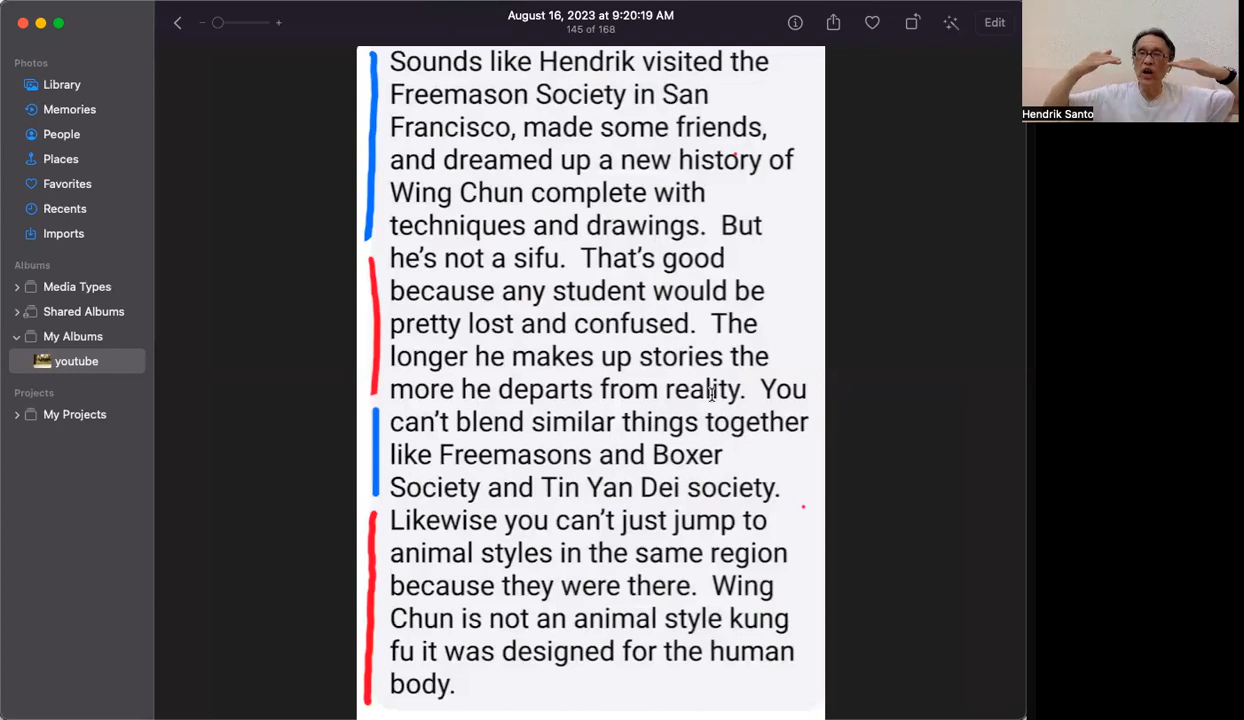 August 16, 2023 at 9:20:19 AM
145 of 168
Edit
Photos
Library
Memories
People
Places
Favorites
Recents
Imports
Albums
Media Types
Shared Albums
My Albums
youtube
Projects
My Projects
Sounds like Hendrik visited the
Freemason Society in San
Francisco, made some friends,
and dreamed up a new history of
Wing Chun complete with
techniques and drawings.  But
he's not a sifu.  That's good
because any student would be
pretty lost and confused.  The
longer he makes up stories the
more he departs from reality.  You
can't blend similar things together
like Freemasons and Boxer
Society and Tin Yan Dei society.
Likewise you can't just jump to
animal styles in the same region
because they were there.  Wing
Chun is not an animal style kung
fu it was designed for the human
body.
Hendrik Santo